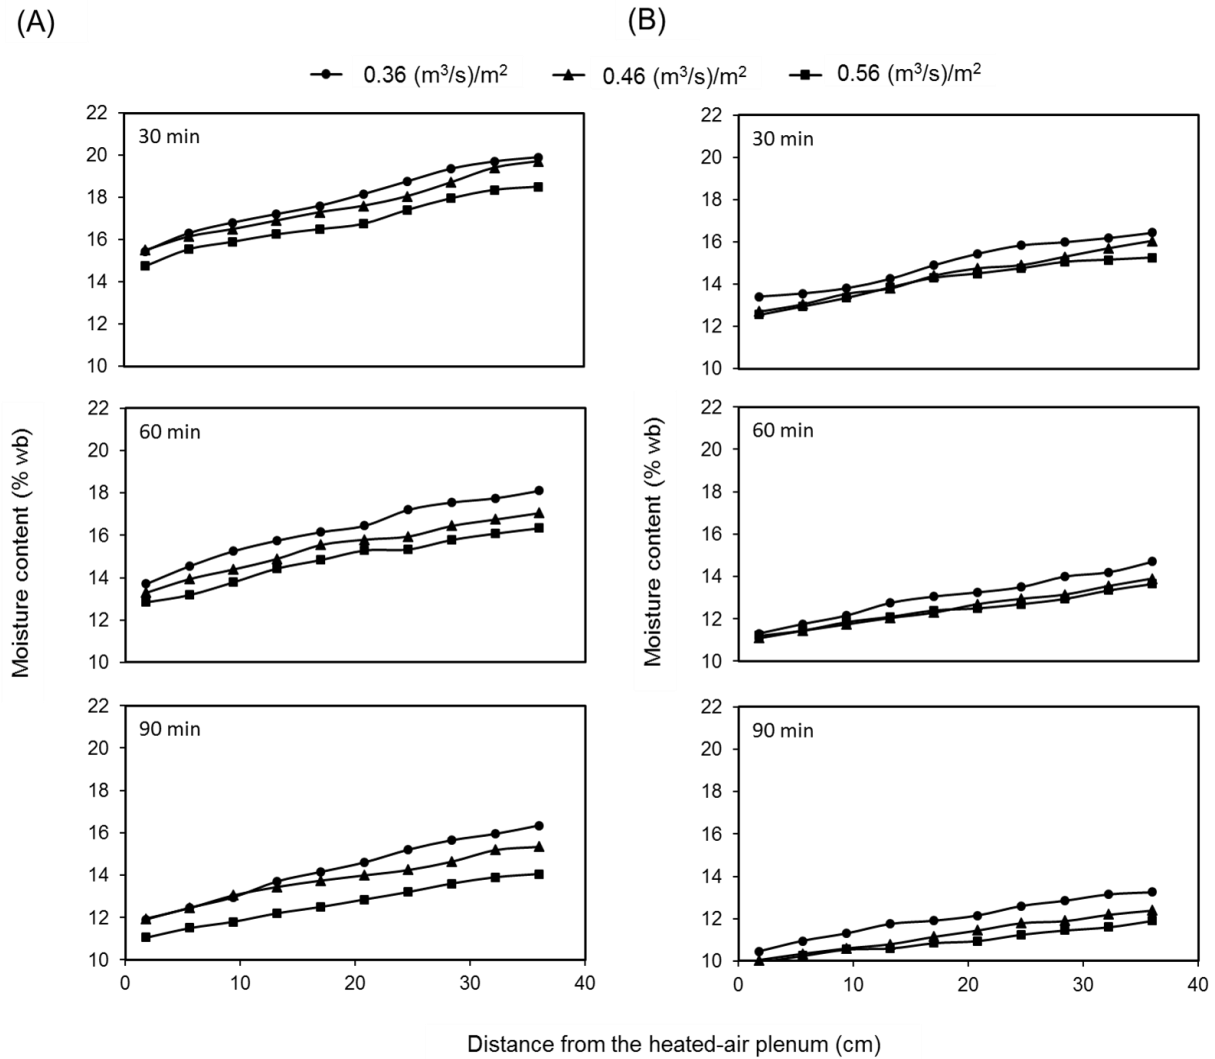 (A)
(B)
0.36 (m³/s)/m²
0.46 (m³/s)/m²
0.56 (m³/s)/m²
30 min
22
20
18
16
14
12
10
30 min
22
20
18
16
14
12
10
Moisture content (% wb)
60 min
22
20
18
16
14
12
10
Moisture content (% wb)
60 min
22
20
18
16
14
12
10
90 min
22
20
18
16
14
12
10
0 10 20 30 40
90 min
22
20
18
16
14
12
10
0 10 20 30 40
Distance from the heated-air plenum (cm)